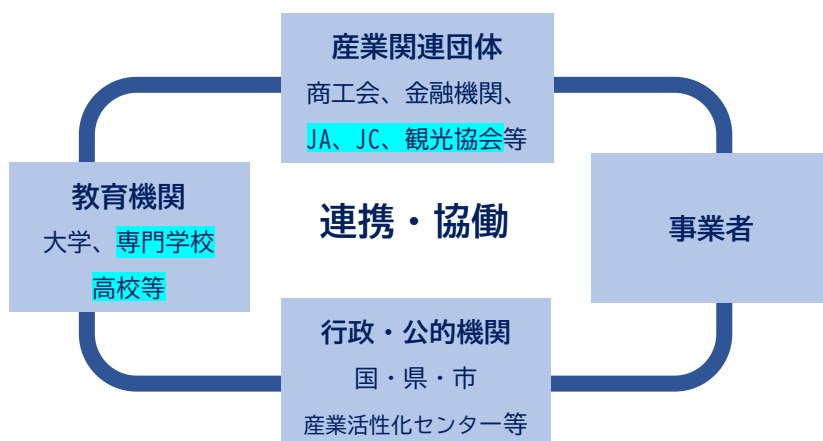 産業関連団体
商工会、金融機関、
JA、JC、観光協会等
教育機関
大学、専門学校
高校等
連携・協働
事業者
行政・公的機関
国・県・市
産業活性化センター等